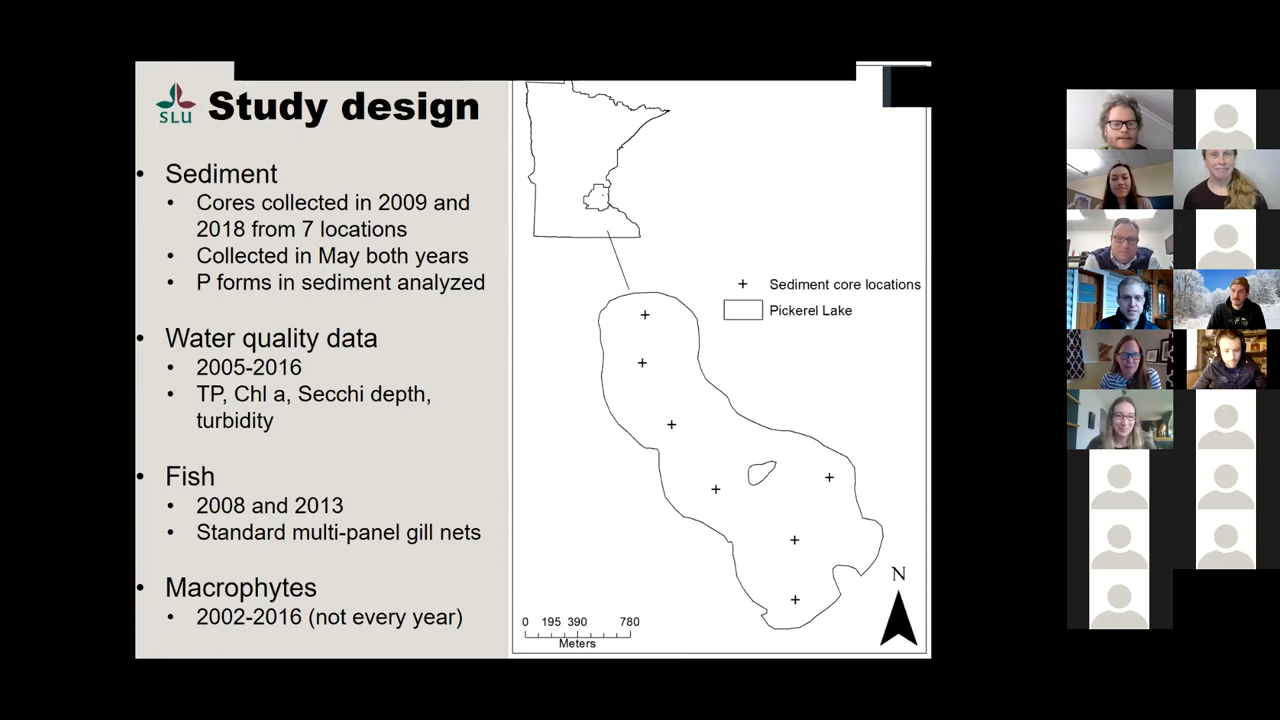 SLU
Study design
• Sediment
• Cores collected in 2009 and
2018 from 7 locations
• Collected in May both years
• P forms in sediment analyzed
• Water quality data
• 2005-2016
• TP, Chl a, Secchi depth,
turbidity
• Fish
• 2008 and 2013
• Standard multi-panel gill nets
• Macrophytes
• 2002-2016 (not every year)
+ Sediment core locations
Pickerel Lake
N
0 195 390 780
Meters